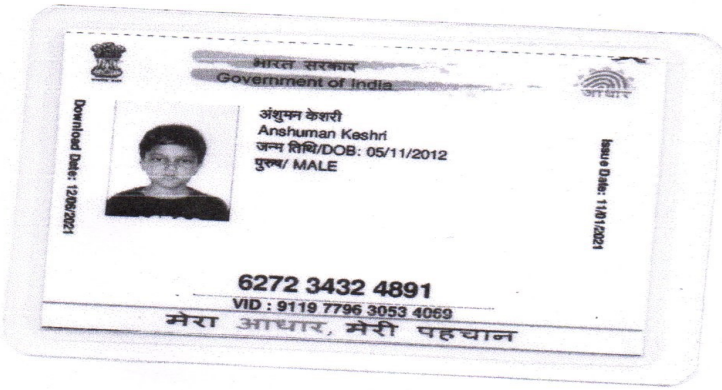 भारत सरकार
Government of India
आधार
Download Date: 12/06/2021
अंशुमन केशरी
Anshuman Keshri
जन्म तिथि/DOB: 05/11/2012
पुरुष/ MALE
Issue Date: 11/01/2021
6272 3432 4891
VID : 9119 7796 3053 4069
मेरा आधार, मेरी पहचान